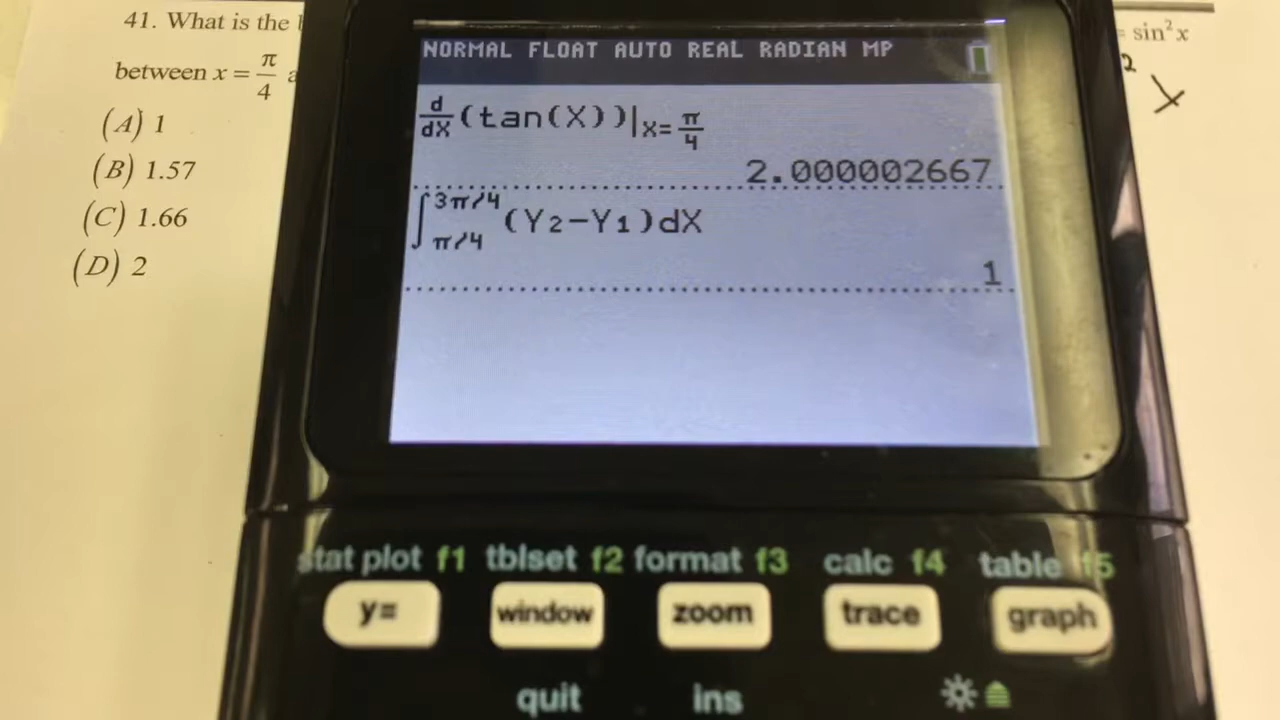 41. What is the
= sin²x
between x = π/4
2
x
(A) 1
(B) 1.57
(C) 1.66
(D) 2
NORMAL FLOAT AUTO REAL RADIAN MP
d/dX (tan(X))|X=π/4
2.000002667
∫π/4^3π/4 (Y₂-Y₁)dX
1
stat plot f1 tblset f2 format f3 calc f4 table f5
y= window zoom trace graph
quit ins